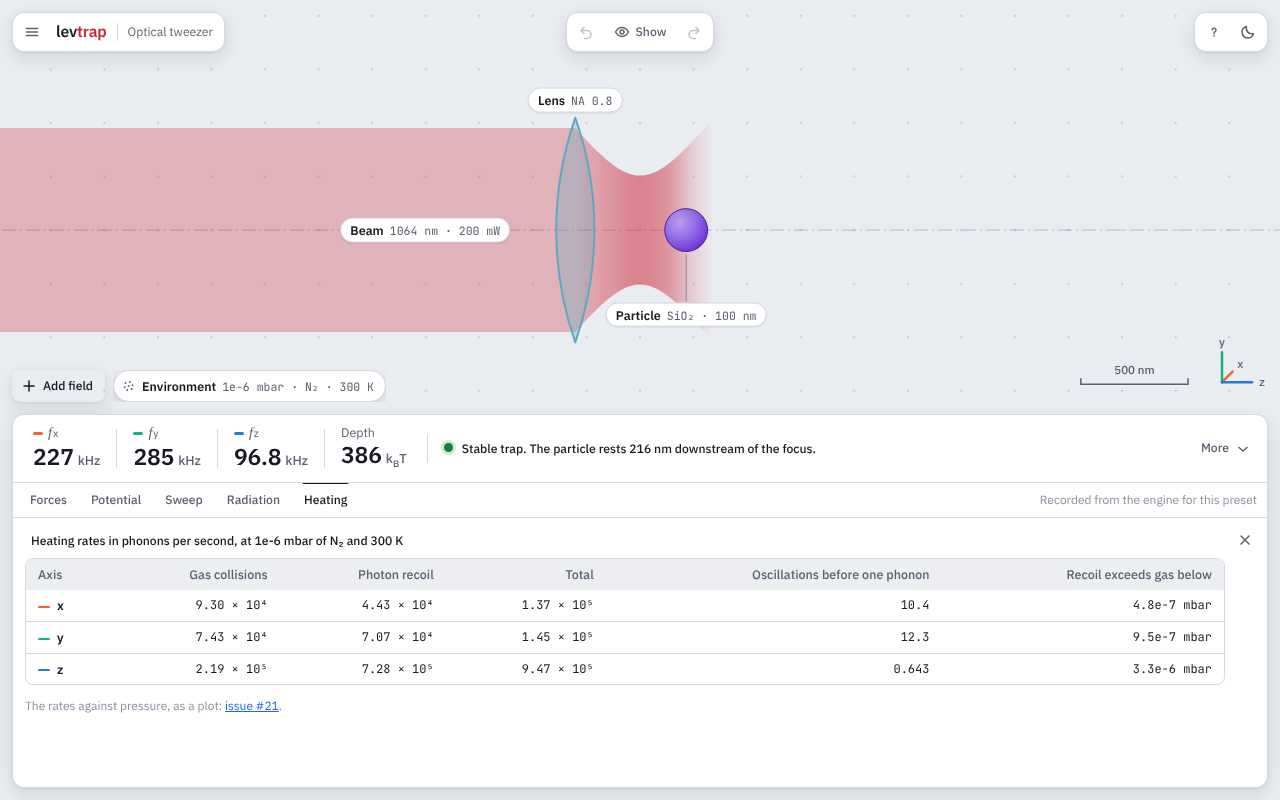 levtrap Optical tweezer Show ?
Lens NA 0.8
Beam 1064 nm · 200 mW
Particle SiO₂ · 100 nm
y
x
z
500 nm
Add field Environment 1e-6 mbar · N₂ · 300 K
fx fy fz Depth
227 kHz 285 kHz 96.8 kHz 386 kBT
Stable trap. The particle rests 216 nm downstream of the focus.
More
Forces Potential Sweep Radiation Heating Recorded from the engine for this preset
Heating rates in phonons per second, at 1e-6 mbar of N₂ and 300 K
Axis Gas collisions Photon recoil Total Oscillations before one phonon Recoil exceeds gas below
x 9.30 × 10⁴ 4.43 × 10⁴ 1.37 × 10⁵ 10.4 4.8e-7 mbar
y 7.43 × 10⁴ 7.07 × 10⁴ 1.45 × 10⁵ 12.3 9.5e-7 mbar
z 2.19 × 10⁵ 7.28 × 10⁵ 9.47 × 10⁵ 0.643 3.3e-6 mbar
The rates against pressure, as a plot: issue #21.